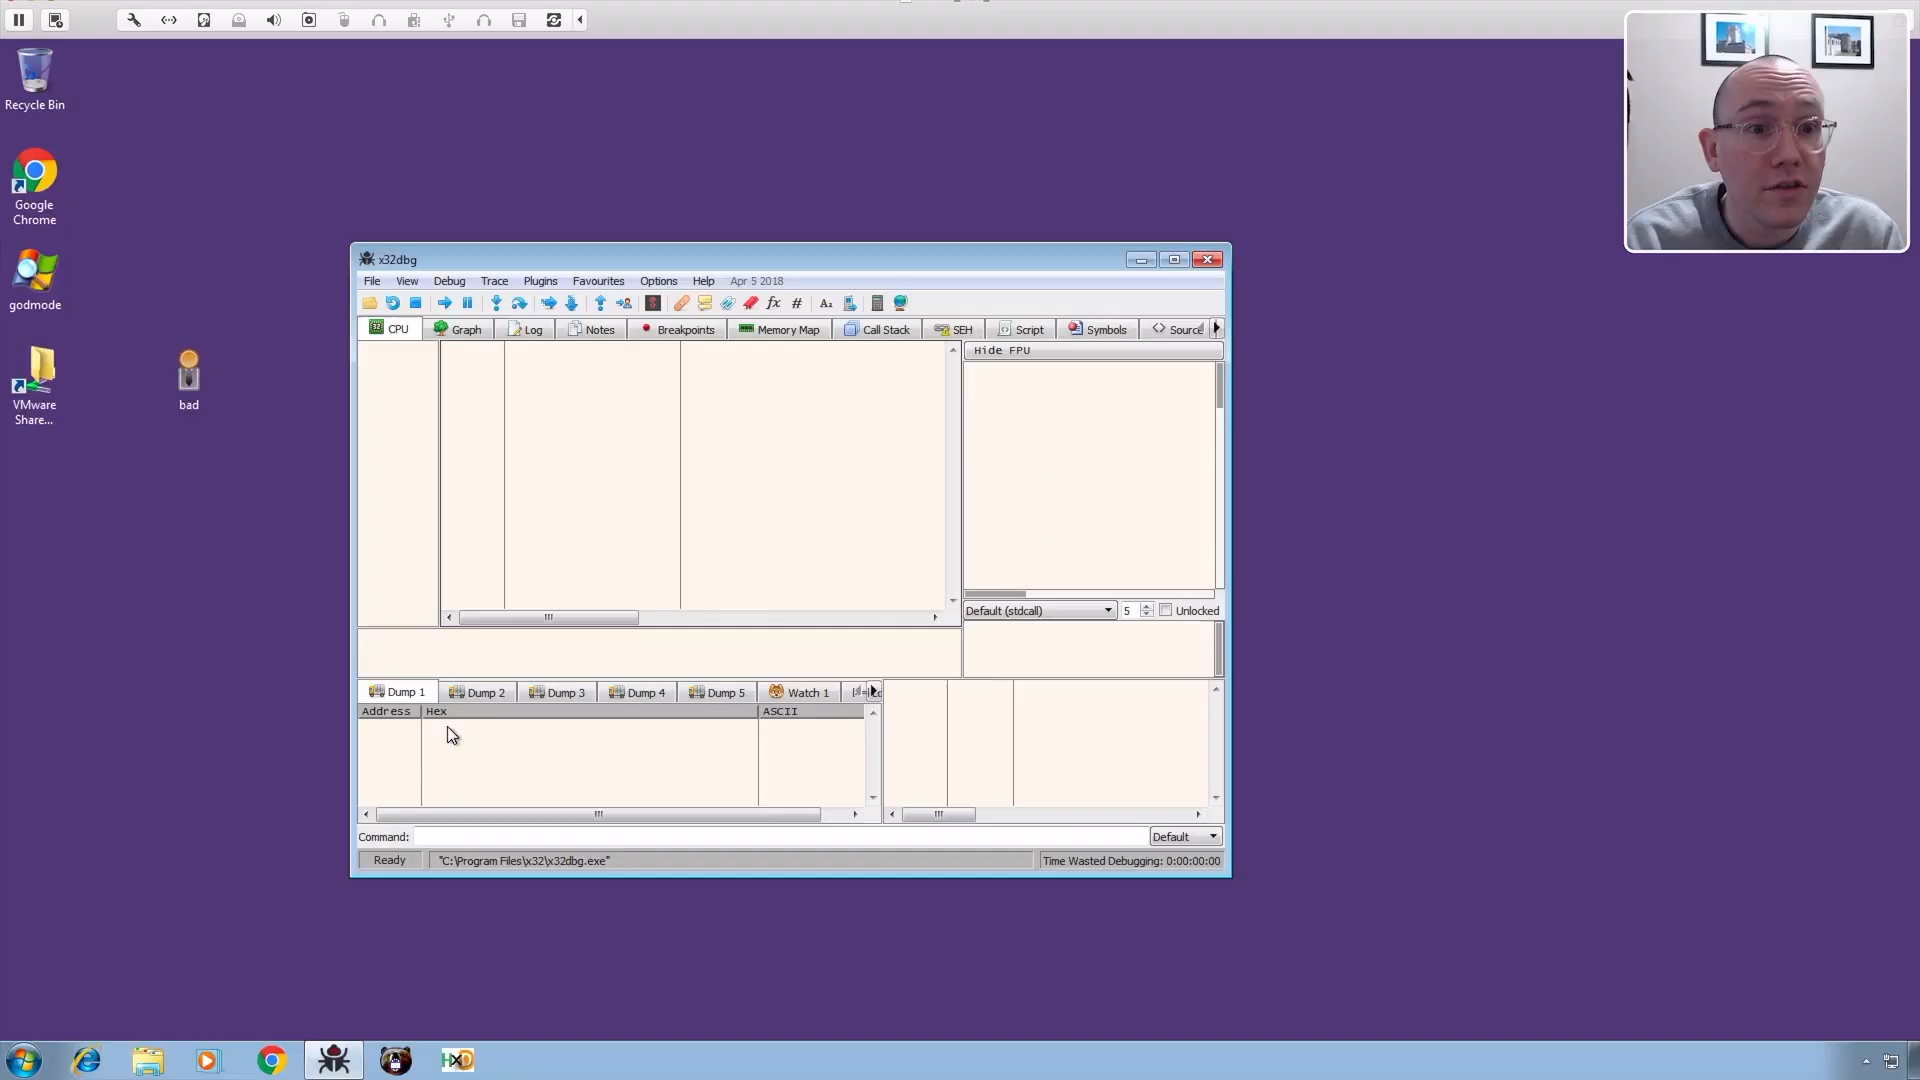 Recycle Bin
Google
Chrome
godmode
VMware
Share...
bad
x32dbg
File View Debug Trace Plugins Favourites Options Help Apr 5 2018
CPU Graph Log Notes Breakpoints Memory Map Call Stack SEH Script Symbols Source
Hide FPU
Default (stdcall) 5 Unlocked
Dump 1 Dump 2 Dump 3 Dump 4 Dump 5 Watch 1
Address Hex ASCII
Command: Default
Ready "C:\Program Files\x32\x32dbg.exe" Time Wasted Debugging: 0:00:00:00
HxD